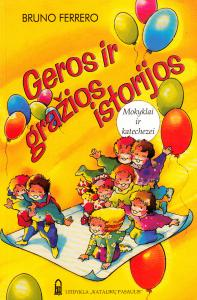 BRUNO FERRERO
Geros ir
gražios
istorijos
Mokyklai
ir
katechezei
LEIDYKLA „KATALIKŲ PASAULIS"